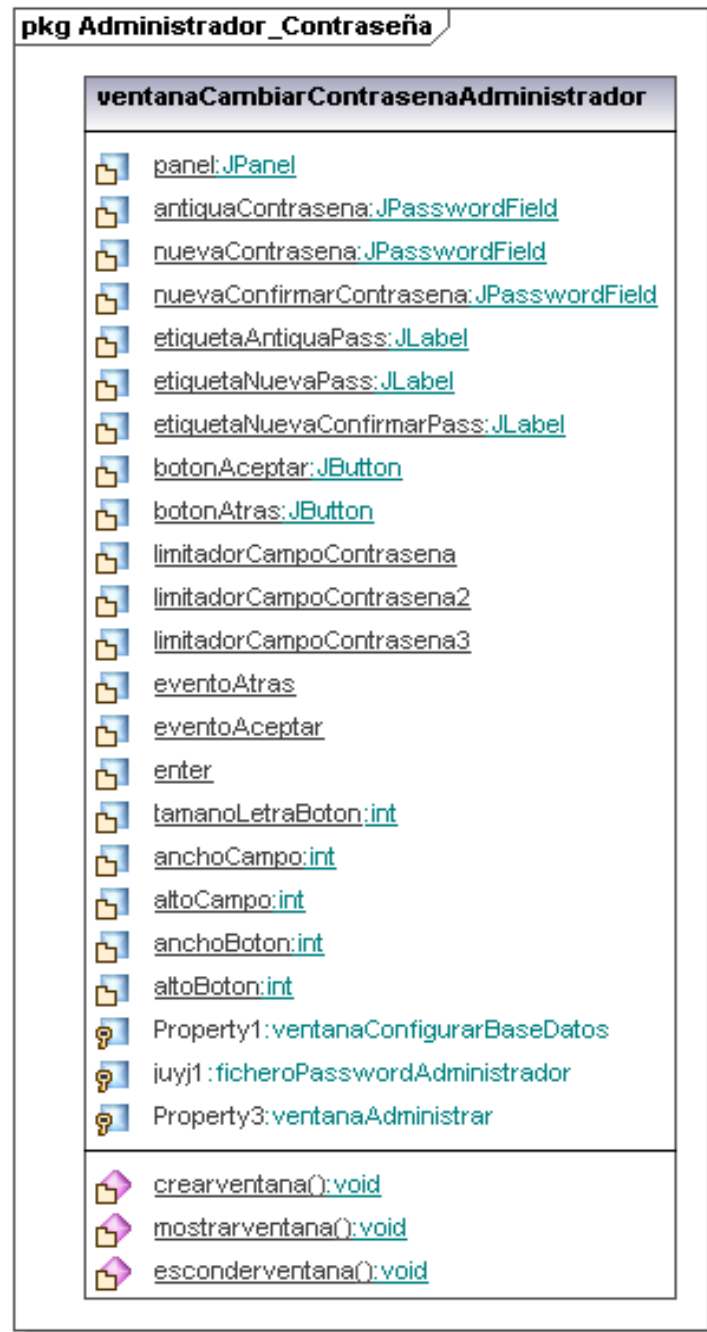 pkg Administrador_Contraseña
ventanaCambiarContrasenaAdministrador
panel:JPanel
antiguaContrasena:JPasswordField
nuevaContrasena:JPasswordField
nuevaConfirmarContrasena:JPasswordField
etiquetaAntiguaPass:JLabel
etiquetaNuevaPass:JLabel
etiquetaNuevaConfirmarPass:JLabel
botonAceptar:JButton
botonAtras:JButton
limitadorCampoContrasena
limitadorCampoContrasena2
limitadorCampoContrasena3
eventoAtras
eventoAceptar
enter
tamanoLetraBoton:int
anchoCampo:int
altoCampo:int
anchoBoton:int
altoBoton:int
Property1:ventanaConfigurarBaseDatos
juyj1:ficheroPasswordAdministrador
Property3:ventanaAdministrar
crearventana():void
mostrarventana():void
esconderventana():void